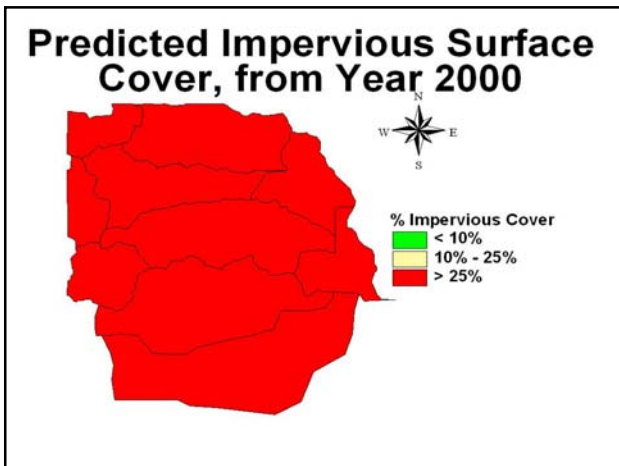 Predicted Impervious Surface
Cover, from Year 2000
N
W E
S
% Impervious Cover
< 10%
10% - 25%
> 25%